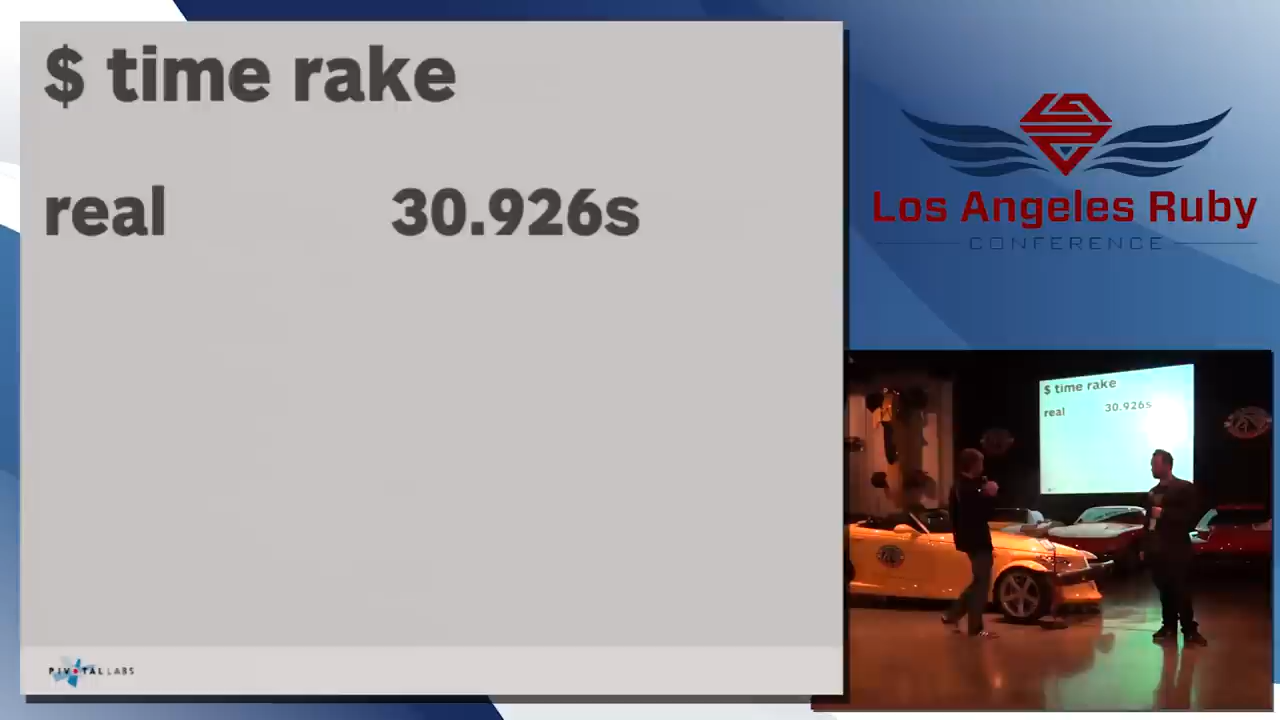 $ time rake
real 30.926s
PIVOTAL LABS
Los Angeles Ruby
CONFERENCE
$ time rake
real 30.926s